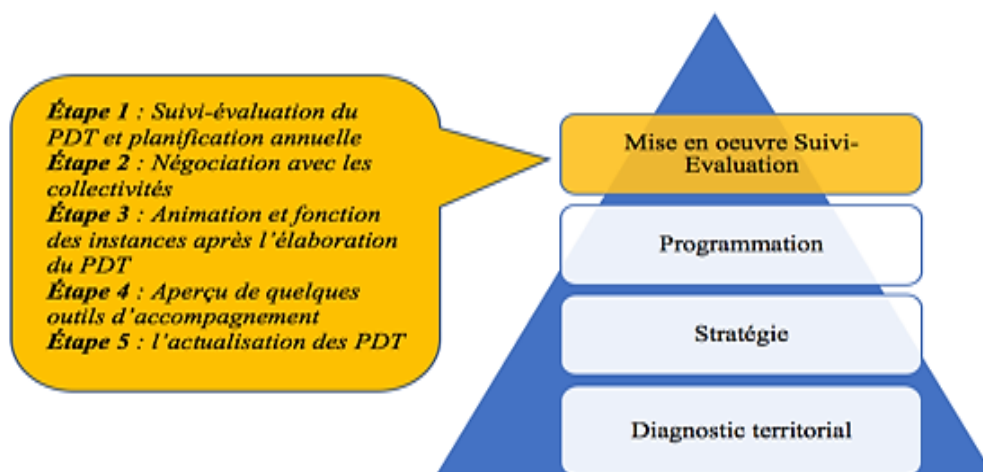 Étape 1 : Suivi-évaluation du
PDT et planification annuelle
Étape 2 : Négociation avec les
collectivités
Étape 3 : Animation et fonction
des instances après l'élaboration
du PDT
Étape 4 : Aperçu de quelques
outils d'accompagnement
Étape 5 : l'actualisation des PDT
Mise en oeuvre Suivi-
Evaluation
Programmation
Stratégie
Diagnostic territorial